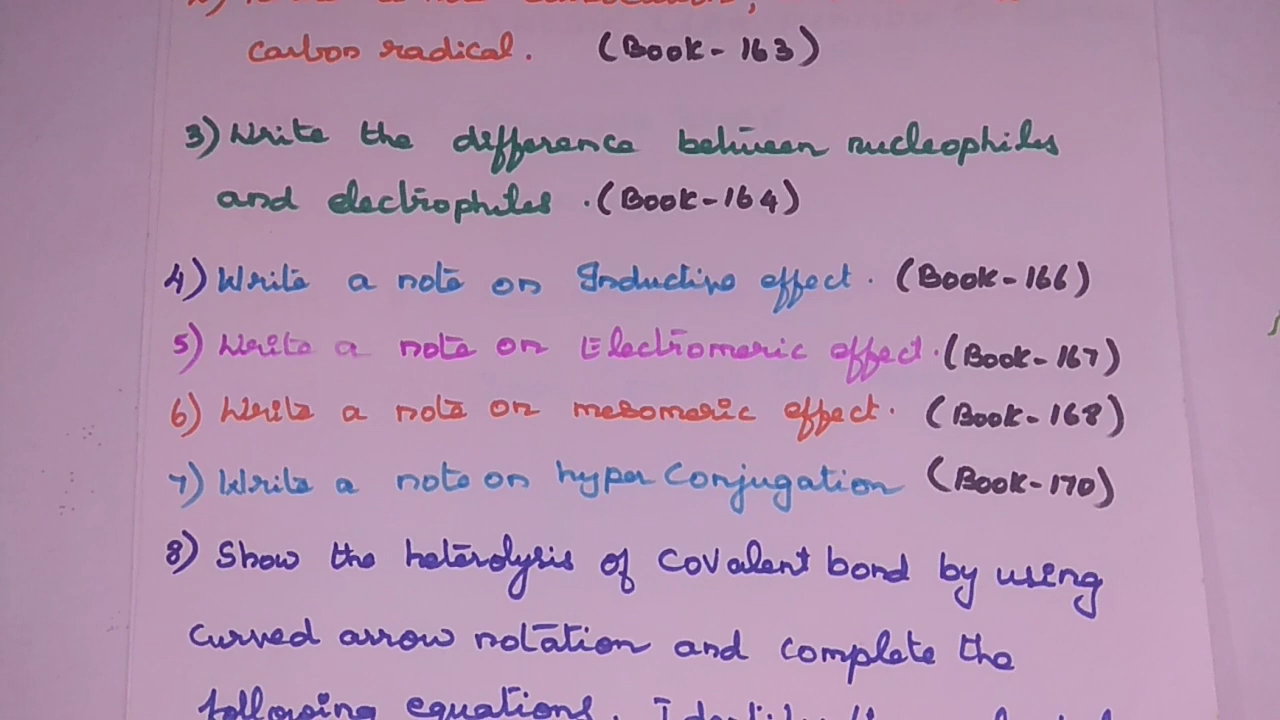 carbon radical. (Book-163)
3) Write the difference between nucleophiles
and electrophiles. (Book-164)
4) Write a note on Inductive effect. (Book-166)
5) Write a note on Electromeric effect. (Book-167)
6) Write a note on mesomeric effect. (Book-168)
7) Write a note on hyper Conjugation (Book-170)
8) Show the heterolysis of covalent bond by using
curved arrow notation and complete the
following equations.